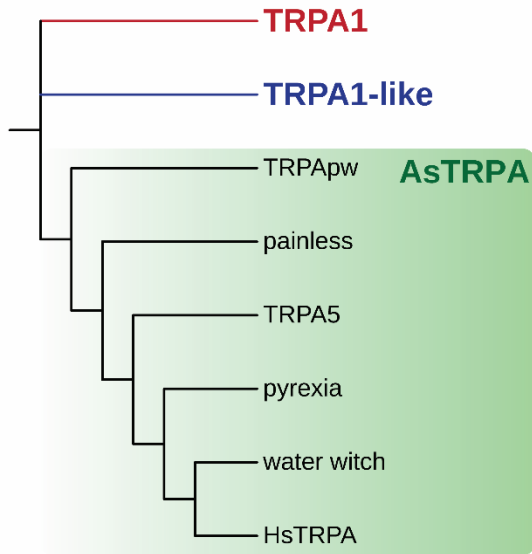 TRPA1
TRPA1-like
TRPApw
AsTRPA
painless
TRPA5
pyrexia
water witch
HsTRPA